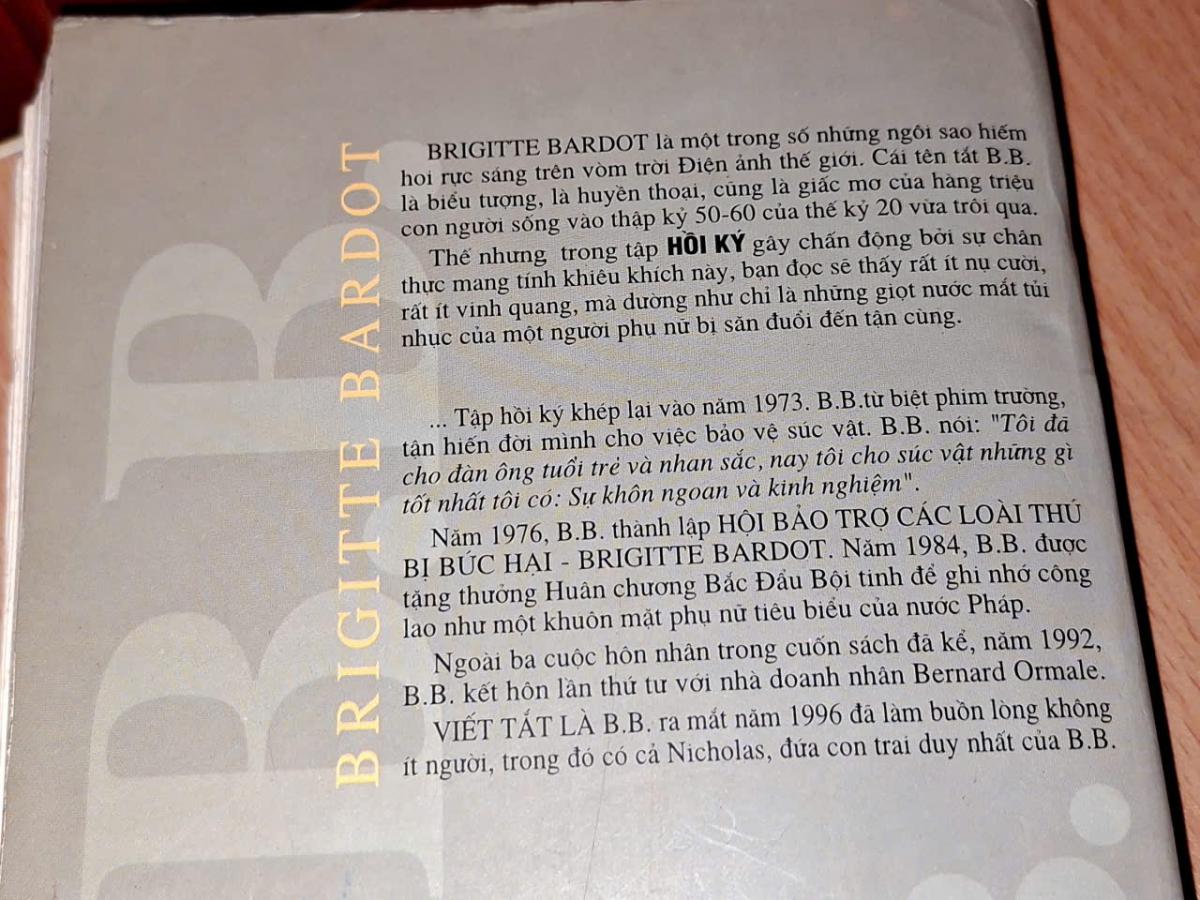 BRIGITTE BARDOT
BRIGITTE BARDOT là một trong số những ngôi sao hiếm
hoi rực sáng trên vòm trời Điện ảnh thế giới. Cái tên tắt B.B.
là biểu tượng, là huyền thoại, cũng là giấc mơ của hàng triệu
con người sống vào thập kỷ 50-60 của thế kỷ 20 vừa trôi qua.
Thế nhưng trong tập HỒI KÝ gây chấn động bởi sự chân
thực mang tính khiêu khích này, bạn đọc sẽ thấy rất ít nụ cười,
rất ít vinh quang, mà dường như chỉ là những giọt nước mắt tủi
nhục của một người phụ nữ bị săn đuổi đến tận cùng.
... Tập hồi ký khép lại vào năm 1973. B.B.từ biệt phim trường,
tận hiến đời mình cho việc bảo vệ súc vật. B.B. nói: "Tôi đã
cho đàn ông tuổi trẻ và nhan sắc, nay tôi cho súc vật những gì
tốt nhất tôi có: Sự khôn ngoan và kinh nghiệm".
Năm 1976, B.B. thành lập HỘI BẢO TRỢ CÁC LOÀI THÚ
BỊ BỨC HẠI - BRIGITTE BARDOT. Năm 1984, B.B. được
tặng thưởng Huân chương Bắc Đẩu Bội tinh để ghi nhớ công
lao như một khuôn mặt phụ nữ tiêu biểu của nước Pháp.
Ngoài ba cuộc hôn nhân trong cuốn sách đã kể, năm 1992,
B.B. kết hôn lần thứ tư với nhà doanh nhân Bernard Ormale.
VIẾT TẮT LÀ B.B. ra mắt năm 1996 đã làm buồn lòng không
ít người, trong đó có cả Nicholas, đứa con trai duy nhất của B.B.
B.B.